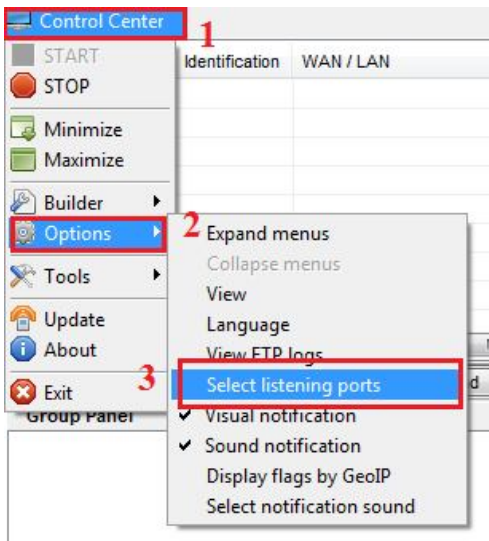 Control Center
1
START
Identification WAN / LAN
STOP
Minimize
Maximize
Builder
Options
2
Expand menus
Collapse menus
Tools
View
Update
Language
About
View FTP logs
3
Select listening ports
d
Exit
Group Panel
Visual notification
Sound notification
Display flags by GeoIP
Select notification sound